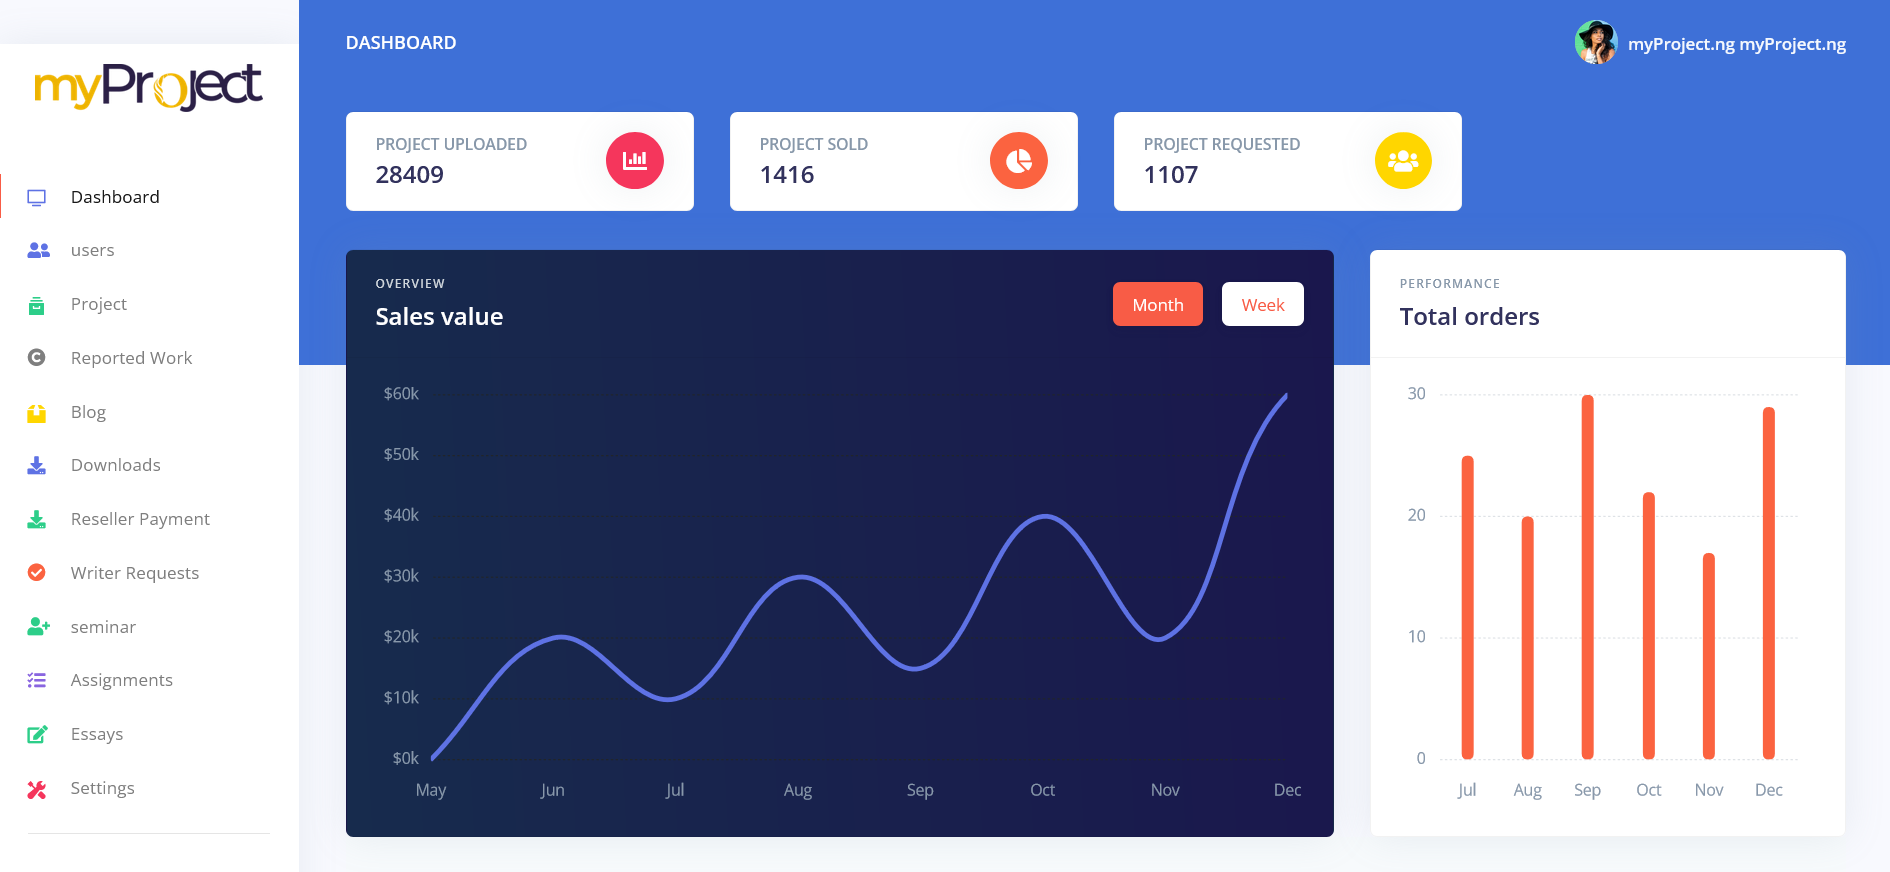 myProject
Dashboard
users
Project
Reported Work
Blog
Downloads
Reseller Payment
Writer Requests
seminar
Assignments
Essays
Settings
DASHBOARD
myProject.ng myProject.ng
PROJECT UPLOADED
28409
PROJECT SOLD
1416
PROJECT REQUESTED
1107
OVERVIEW
Sales value
Month
Week
$60k
$50k
$40k
$30k
$20k
$10k
$0k
May Jun Jul Aug Sep Oct Nov Dec
PERFORMANCE
Total orders
30
20
10
0
Jul Aug Sep Oct Nov Dec